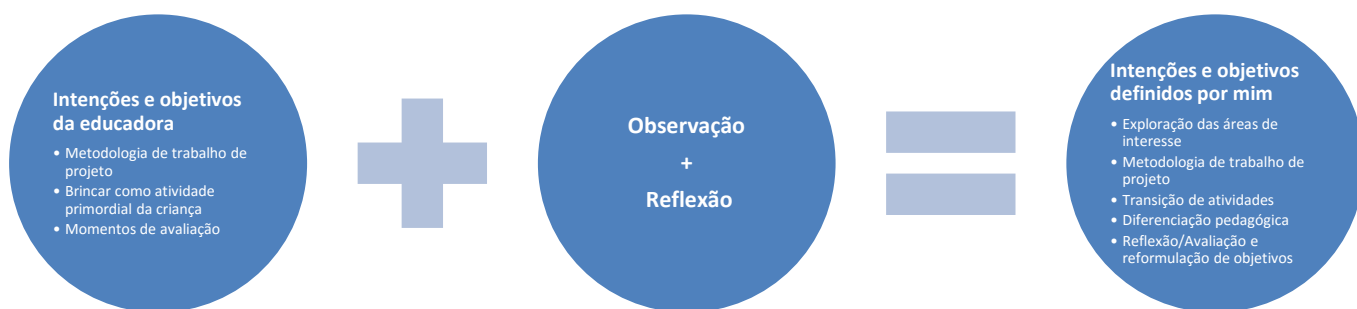 Intenções e objetivos
da educadora
• Metodologia de trabalho de
projeto
• Brincar como atividade
primordial da criança
• Momentos de avaliação
Observação
+
Reflexão
Intenções e objetivos
definidos por mim
• Exploração das áreas de
interesse
• Metodologia de trabalho de
projeto
• Transição de atividades
• Diferenciação pedagógica
• Reflexão/Avaliação e
reformulação de objetivos